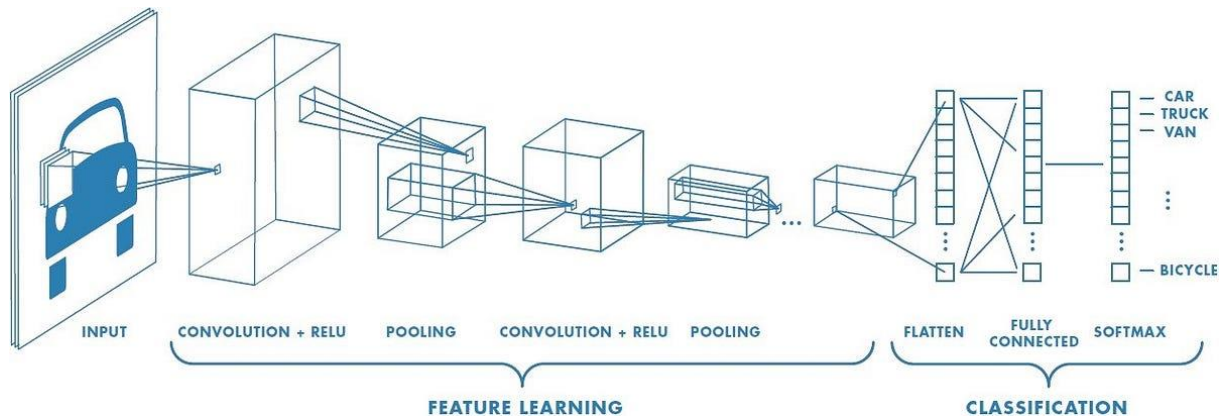 CAR
TRUCK
VAN
BICYCLE
INPUT
CONVOLUTION + RELU
POOLING
CONVOLUTION + RELU
POOLING
FLATTEN
FULLY
CONNECTED
SOFTMAX
FEATURE LEARNING
CLASSIFICATION